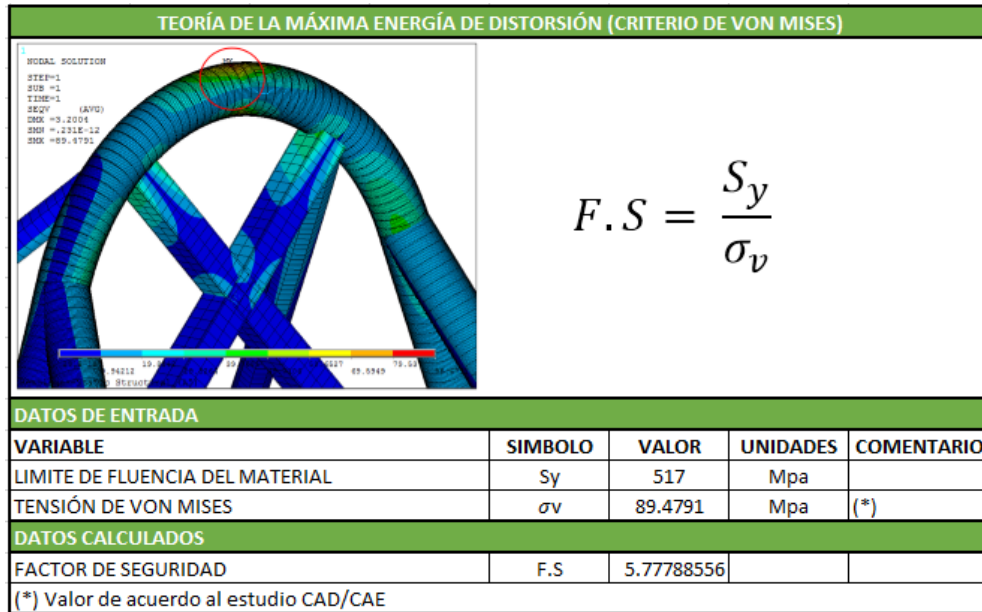 TEORÍA DE LA MÁXIMA ENERGÍA DE DISTORSIÓN (CRITERIO DE VON MISES)
1
NODAL SOLUTION
STEP=1
SUB =1
TIME=1
SEQV (AVG)
DMX =3.2004
SMN =.231E-12
SMX =89.4791
MX
69.5949
F.S = Sy / σv
DATOS DE ENTRADA
VARIABLE SIMBOLO VALOR UNIDADES COMENTARIO
LIMITE DE FLUENCIA DEL MATERIAL Sy 517 Mpa
TENSIÓN DE VON MISES σv 89.4791 Mpa (*)
DATOS CALCULADOS
FACTOR DE SEGURIDAD F.S 5.77788556
(*) Valor de acuerdo al estudio CAD/CAE